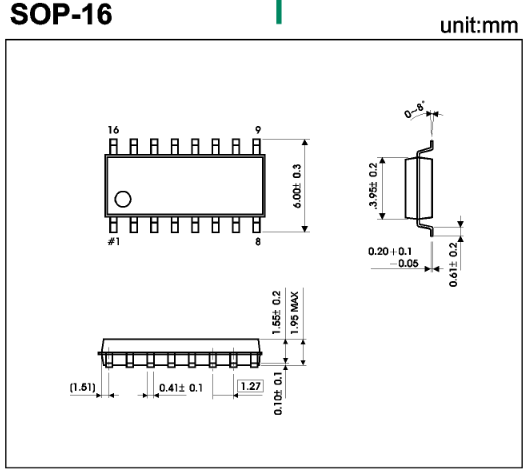 SOP-16
unit:mm
0-8°
16 9
6.00± 0.3
3.95± 0.2
#1 8
0.20 +0.1
-0.05
0.61± 0.2
1.55± 0.2
1.95 MAX
(1.51) 0.41± 0.1 1.27
0.10± 0.1